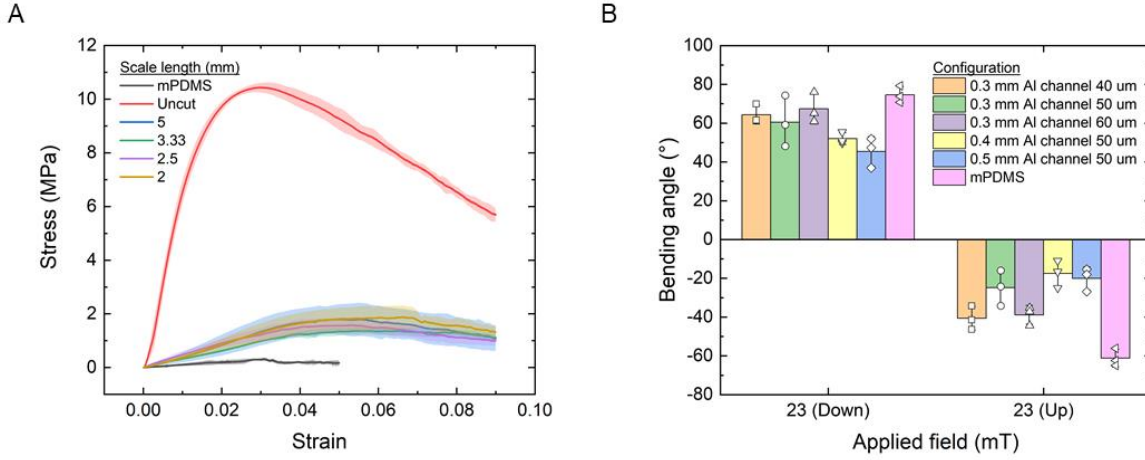 A
B
Stress (MPa)
12
10
8
6
4
2
0
Scale length (mm)
mPDMS
Uncut
5
3.33
2.5
2
0.00
0.02
0.04
0.06
0.08
0.10
Strain
Bending angle (°)
100
80
60
40
20
0
-20
-40
-60
-80
Configuration
0.3 mm Al channel 40 um
0.3 mm Al channel 50 um
0.3 mm Al channel 60 um
0.4 mm Al channel 50 um
0.5 mm Al channel 50 um
mPDMS
23 (Down)
23 (Up)
Applied field (mT)